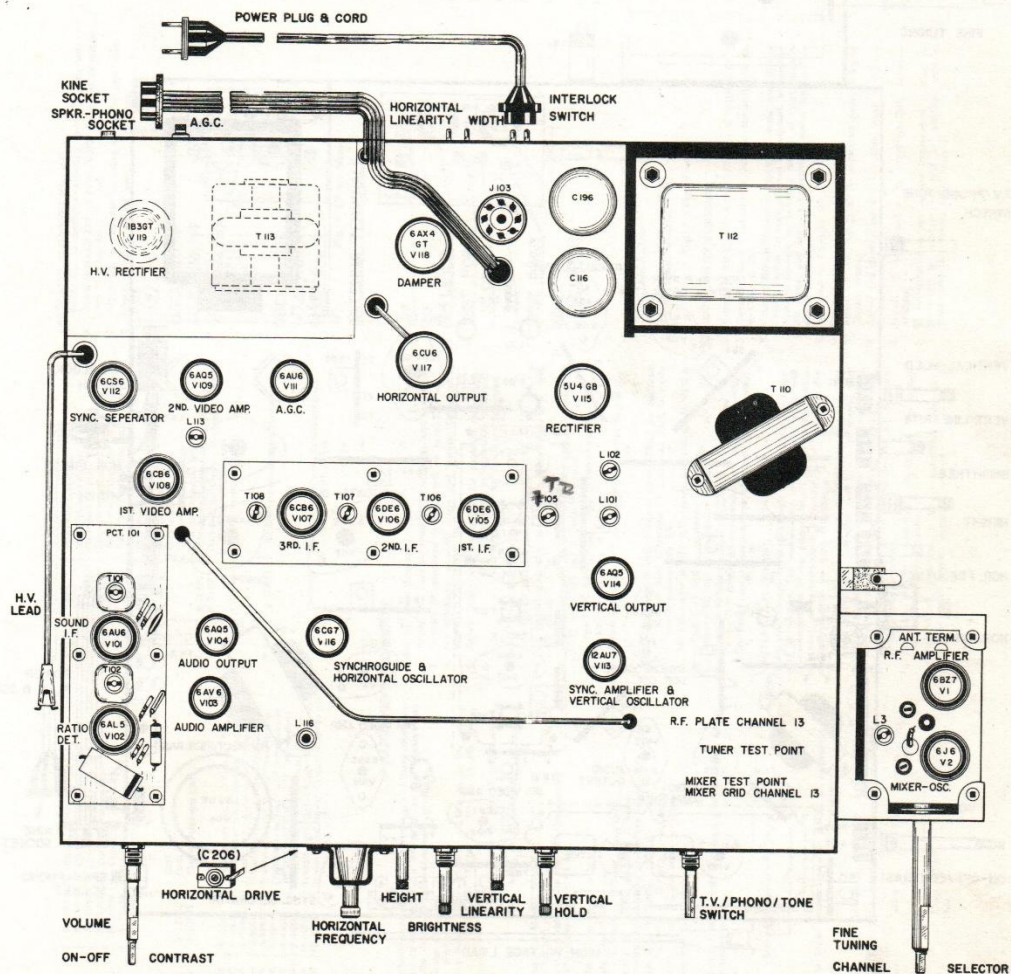 POWER PLUG & CORD
KINE
SOCKET
SPKR.-PHONO
SOCKET
A.G.C.
HORIZONTAL
LINEARITY
WIDTH
INTERLOCK
SWITCH
1B3GT
V119
H.V. RECTIFIER
T 113
6AX4
GT
V118
DAMPER
J103
C196
C116
T 112
6CU6
V117
HORIZONTAL OUTPUT
6CS6
V112
SYNC. SEPERATOR
6AQ5
V109
2ND. VIDEO AMP.
L113
6AU6
V111
A.G.C.
5U4 GB
V115
RECTIFIER
T 110
6CB6
V108
1ST. VIDEO AMP.
T108
6CB6
V107
3RD. I.F.
T107
6DE6
V106
2ND. I.F.
T106
6DE6
V105
1ST. I.F.
T2
L102
L101
PCT. 101
H.V.
LEAD
T101
SOUND
I.F.
6AU6
V101
T102
RATIO
DET.
6AL5
V102
6AQ5
V104
AUDIO OUTPUT
6AV6
V103
AUDIO AMPLIFIER
6CG7
V116
SYNCHROGUIDE &
HORIZONTAL OSCILLATOR
L116
6AQ5
V114
VERTICAL OUTPUT
12AU7
V113
SYNC. AMPLIFIER &
VERTICAL OSCILLATOR
R.F. PLATE CHANNEL 13
TUNER TEST POINT
MIXER TEST POINT
MIXER GRID CHANNEL 13
ANT. TERM.
R.F. AMPLIFIER
6BZ7
V1
L3
6J6
V2
MIXER-OSC.
(C206)
HORIZONTAL DRIVE
VOLUME
ON-OFF CONTRAST
HORIZONTAL
FREQUENCY
HEIGHT
BRIGHTNESS
VERTICAL
LINEARITY
VERTICAL
HOLD
T.V./PHONO/TONE
SWITCH
FINE
TUNING
CHANNEL SELECTOR